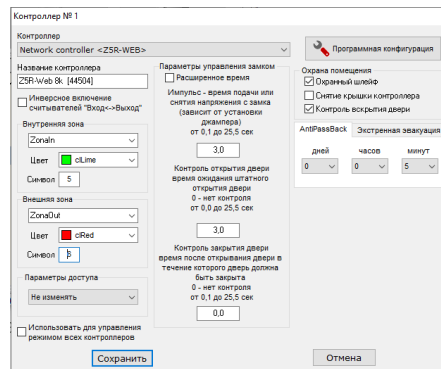 Контроллер № 1
Контроллер
Network controller <Z5R-WEB>
Программная конфигурация
Название контроллера
Z5R-Web 8k [44504]
Инверсное включение
считывателей "Вход<->Выход"
Внутренняя зона
ZonaIn
Цвет clLime
Символ 5
Внешняя зона
ZonaOut
Цвет clRed
Символ
Параметры доступа
Не изменять
Использовать для управления
режимом всех контроллеров
Параметры управления замком
Расширенное время
Импульс - время подачи или
снятия напряжения с замка
(зависит от установки
джампера)
от 0,1 до 25,5 сек
3,0
Контроль открытия двери
время ожидания штатного
открытия двери
0 - нет контроля
от 0,0 до 25,5 сек
3,0
Контроль закрытия двери
время после открывания двери в
течение которого дверь должна
быть закрыта
0 - нет контроля
от 0,1 до 25,5 сек
0,0
Охрана помещения
Охранный шлейф
Снятие крышки контроллера
Контроль вскрытия двери
AntiPassBack Экстренная эвакуация
дней часов минут
0 0 5
Сохранить
Отмена